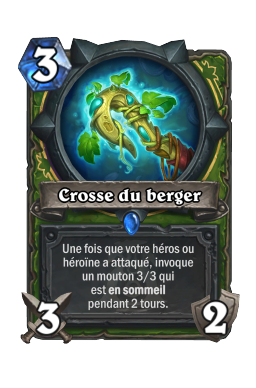 3
Crosse du berger
Une fois que votre héros ou
héroïne a attaqué, invoque
un mouton 3/3 qui
est en sommeil
pendant 2 tours.
3
2